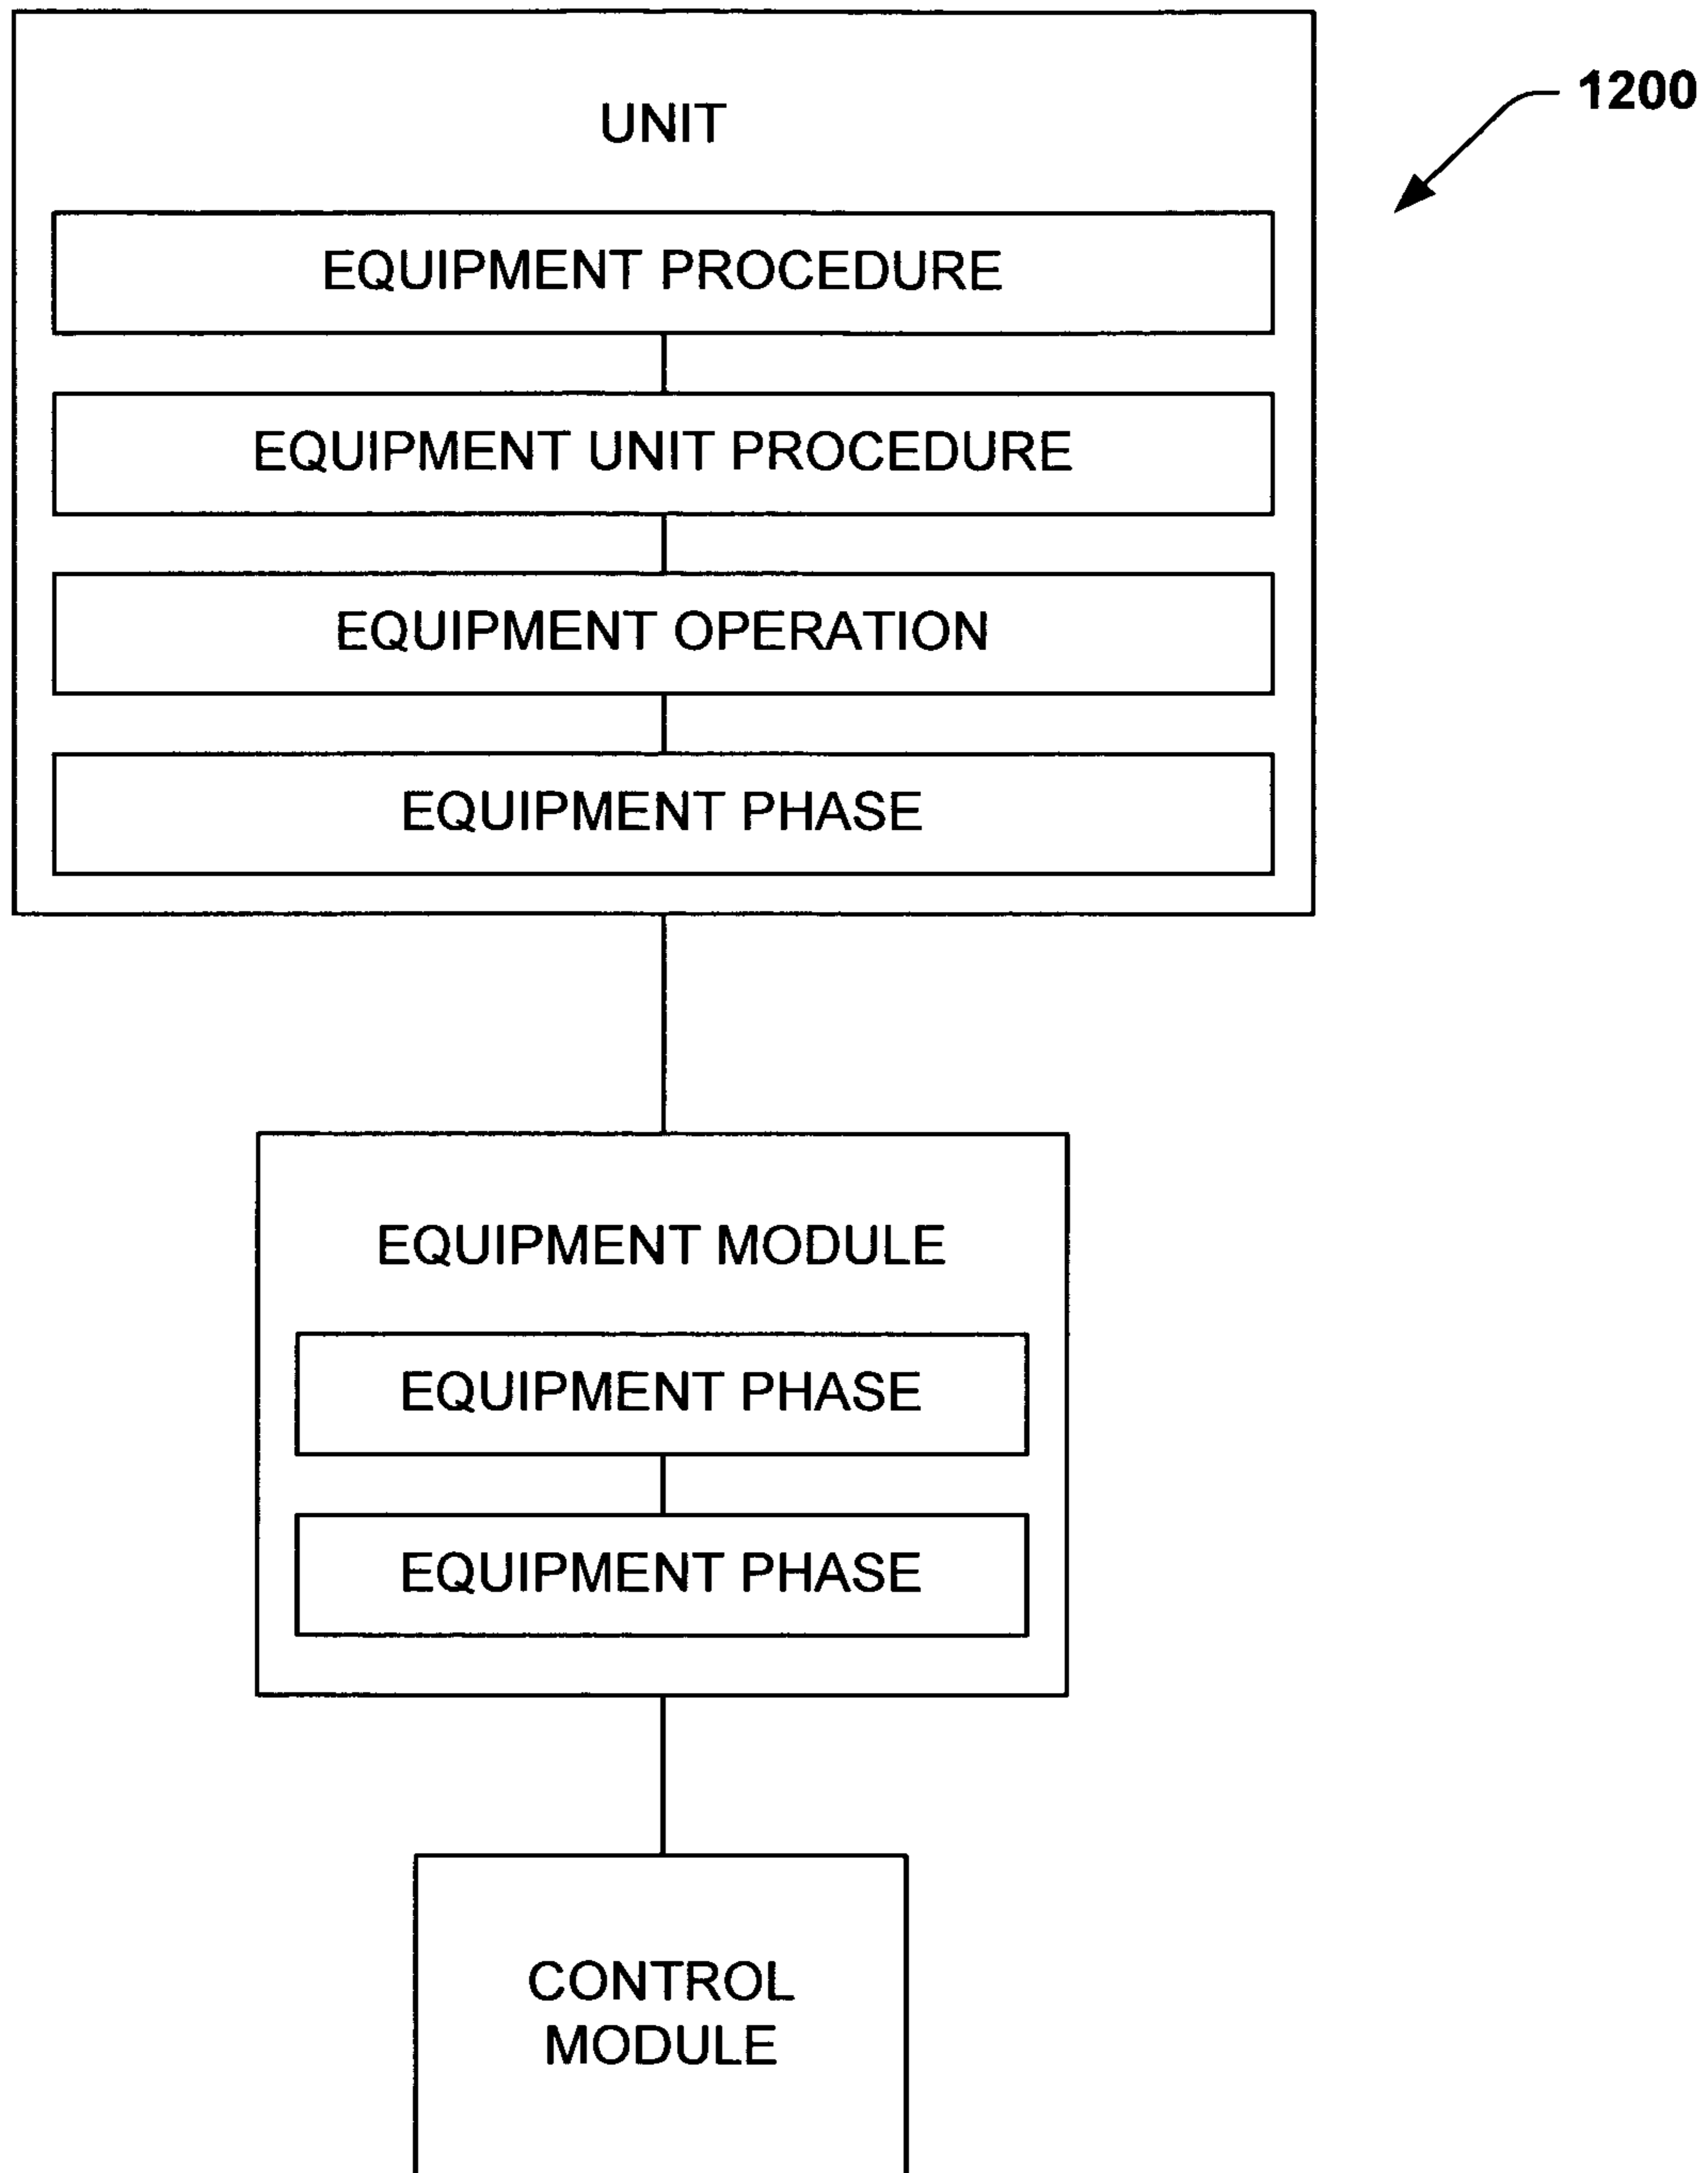 1200
UNIT
EQUIPMENT PROCEDURE
EQUIPMENT UNIT PROCEDURE
EQUIPMENT OPERATION
EQUIPMENT PHASE
EQUIPMENT MODULE
EQUIPMENT PHASE
EQUIPMENT PHASE
CONTROL
MODULE